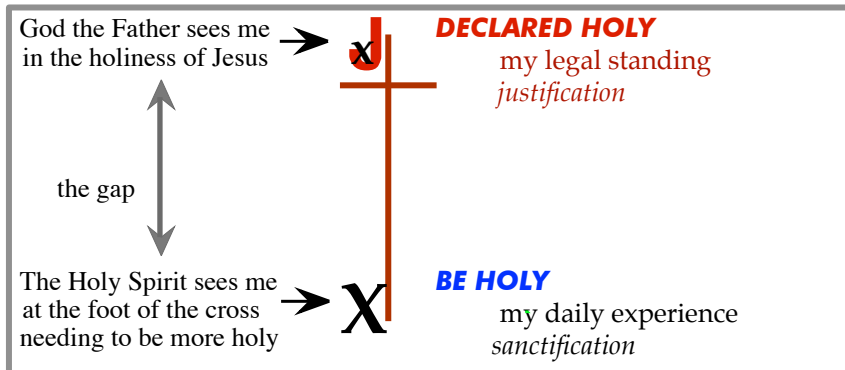 God the Father sees me
in the holiness of Jesus
J
x
DECLARED HOLY
my legal standing
justification
the gap
The Holy Spirit sees me
at the foot of the cross
needing to be more holy
X
BE HOLY
my daily experience
sanctification